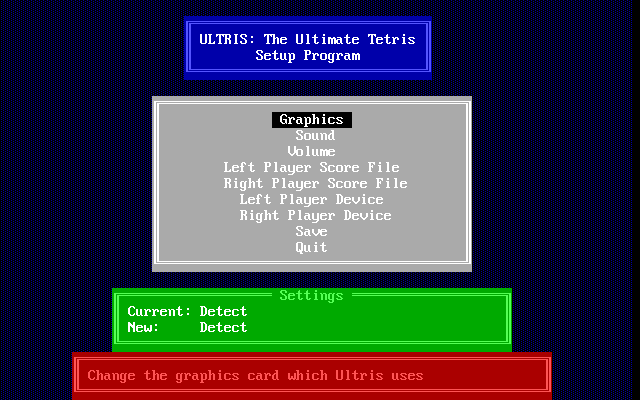 ULTRIS: The Ultimate Tetris
Setup Program
Graphics
Sound
Volume
Left Player Score File
Right Player Score File
Left Player Device
Right Player Device
Save
Quit
Settings
Current: Detect
New: Detect
Change the graphics card which Ultris uses